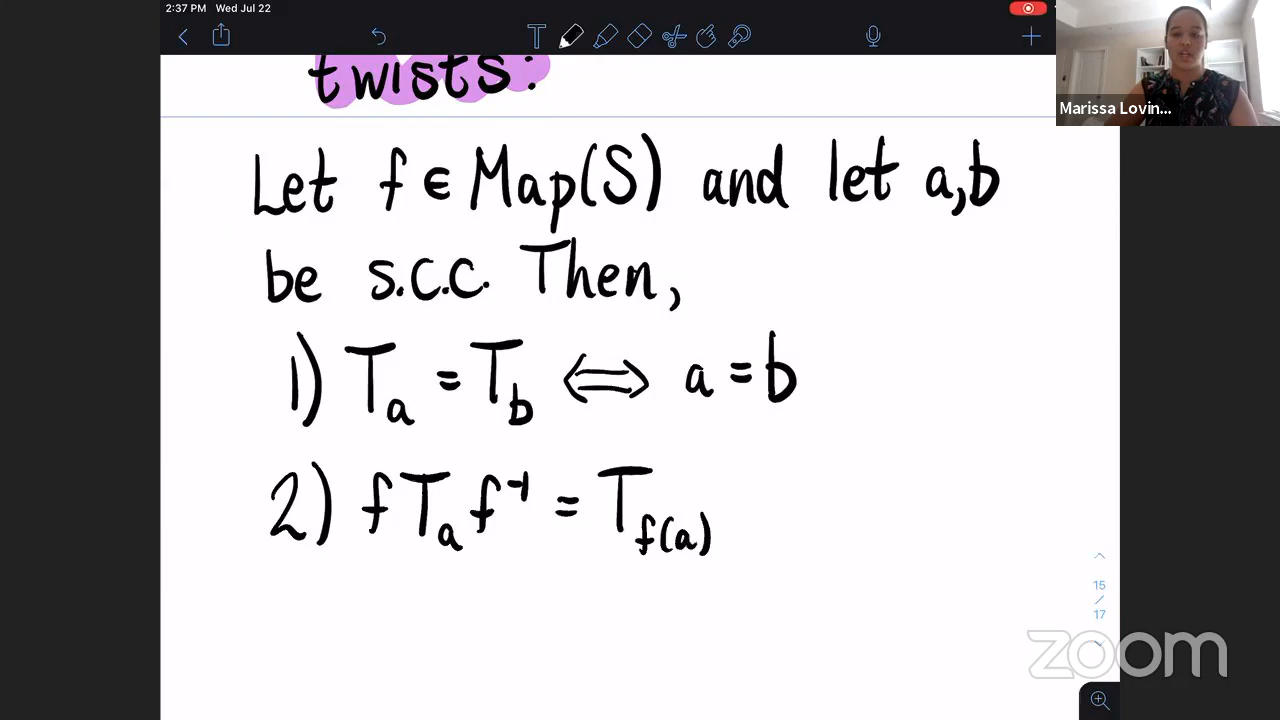 2:37 PM Wed Jul 22
twists:
Marissa Lovin...
Let f ∈ Map(S) and let a,b
be s.c.c. Then,
1) T_a = T_b ⟺ a = b
2) f T_a f⁻¹ = T_f(a)
15
/
17
zoom